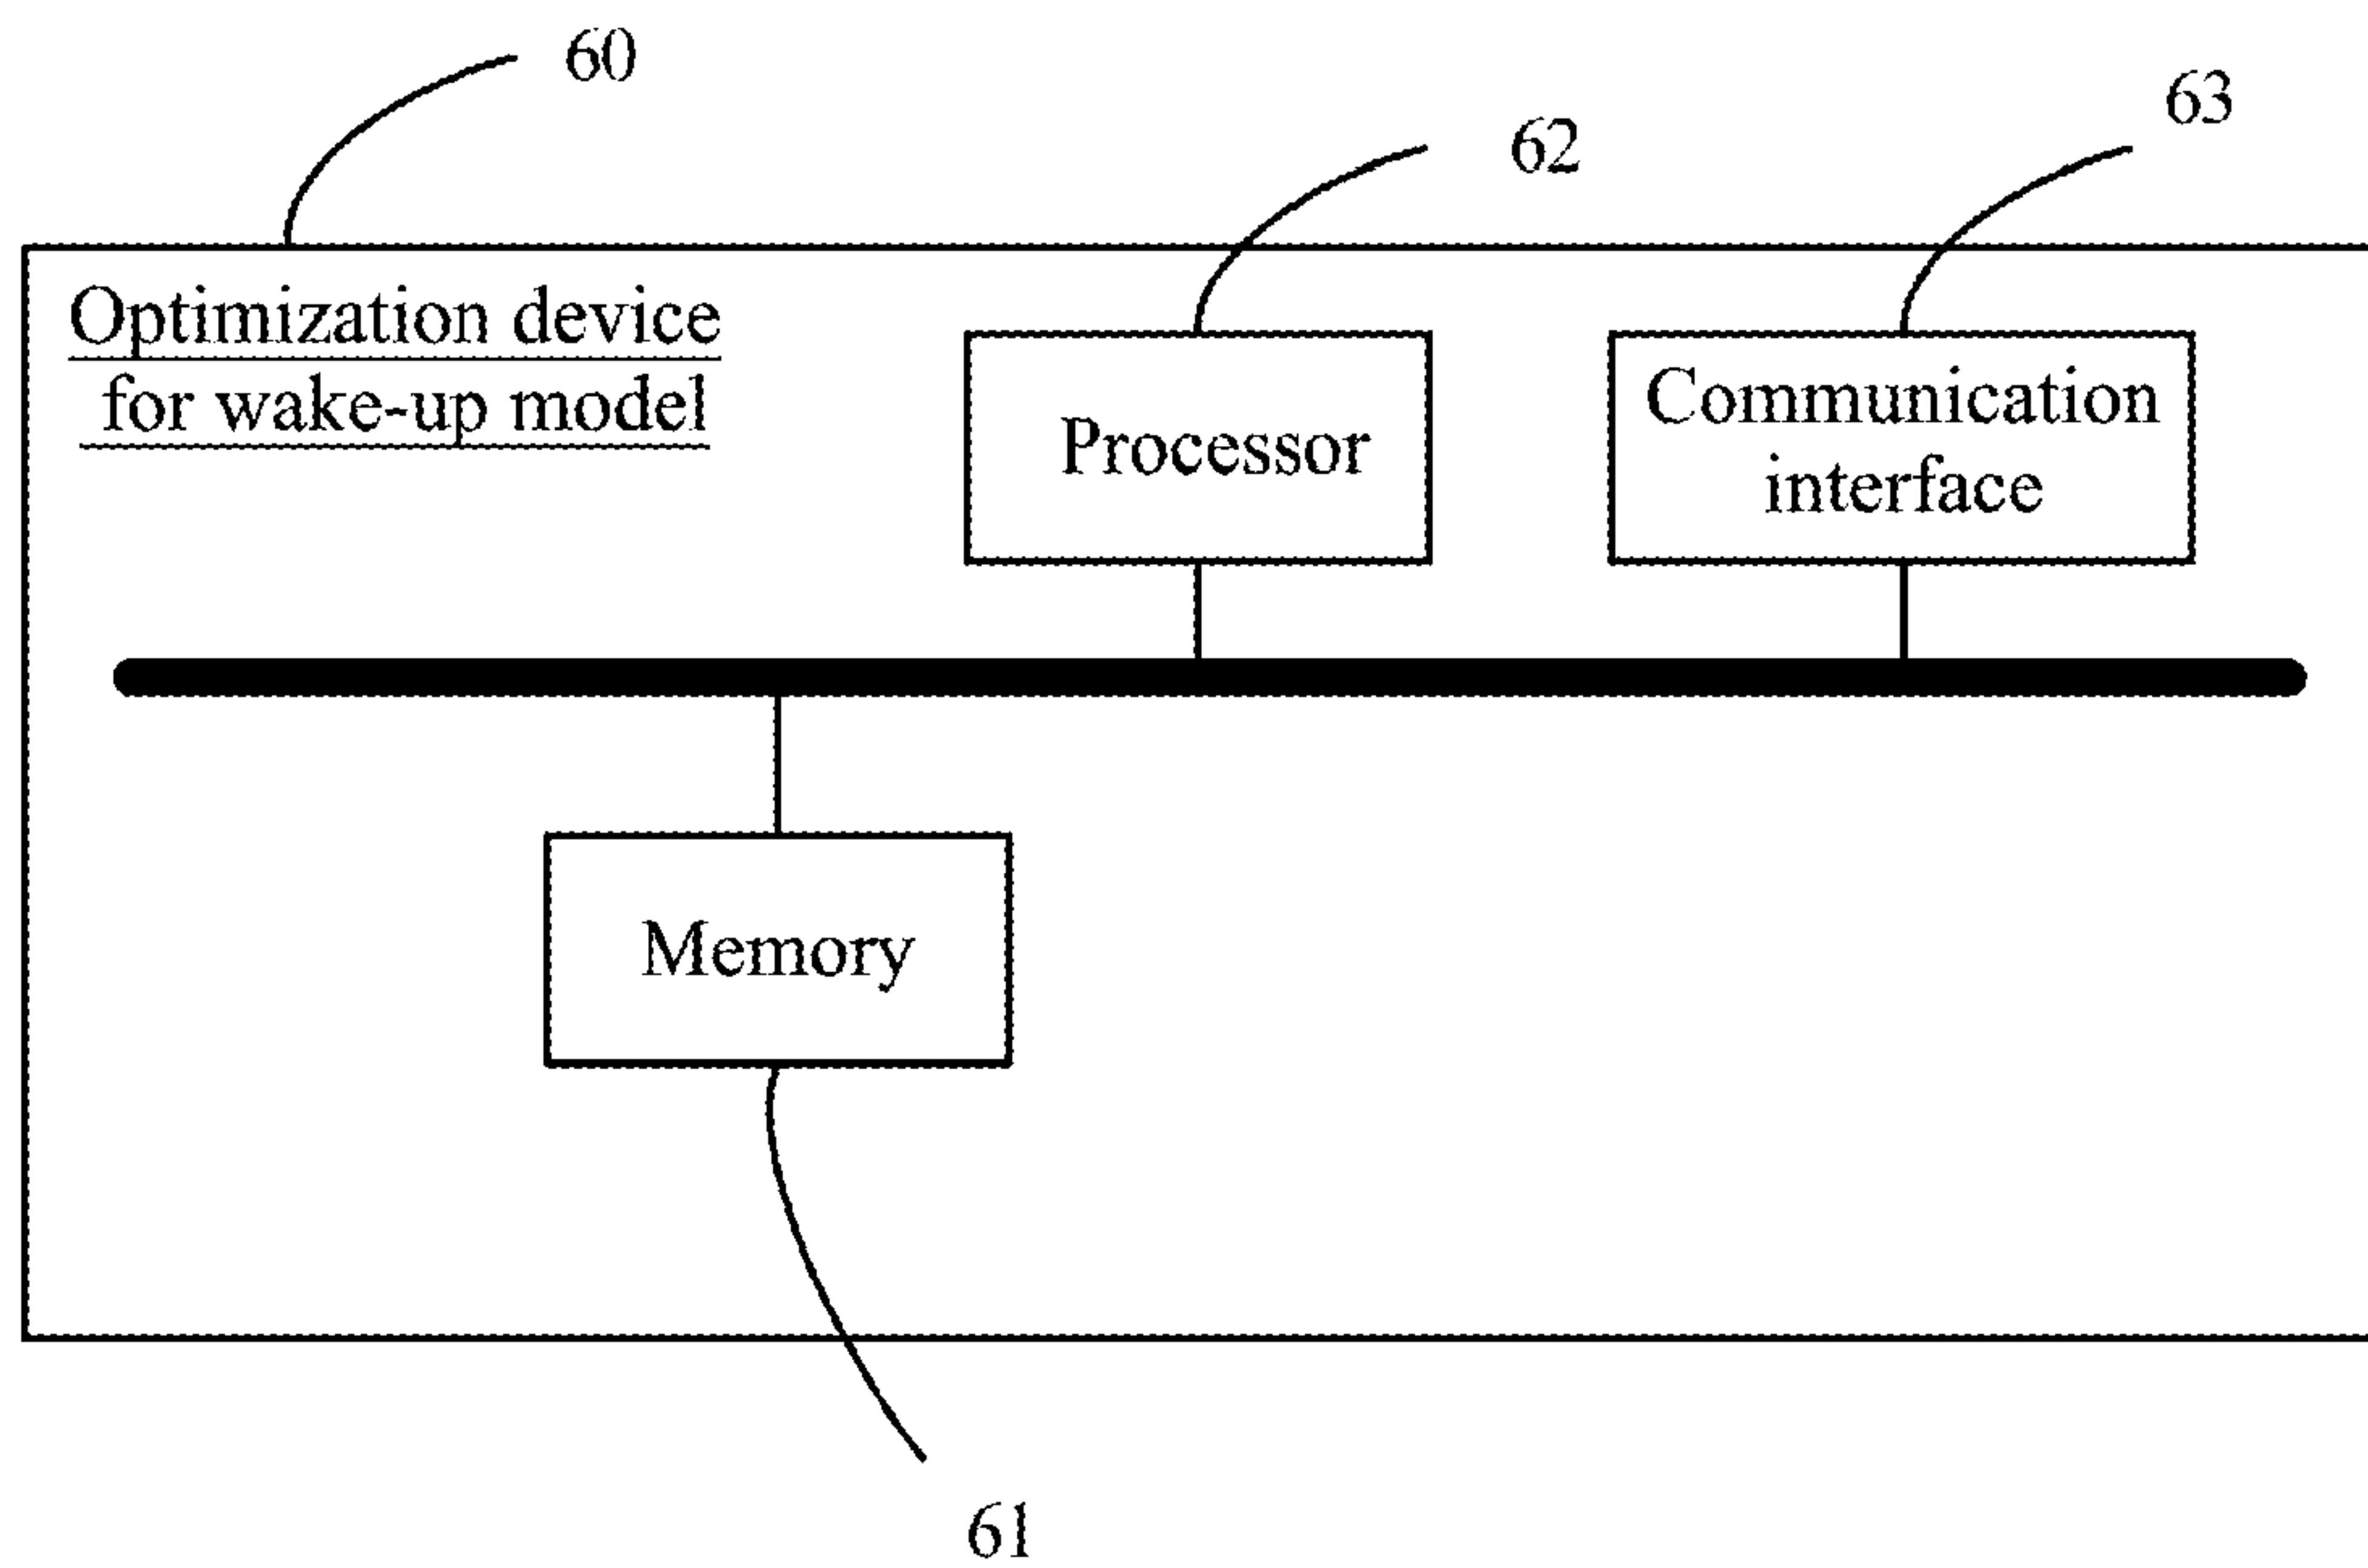 60
62
63
Optimization device
for wake-up model
Processor
Communication
interface
Memory
61